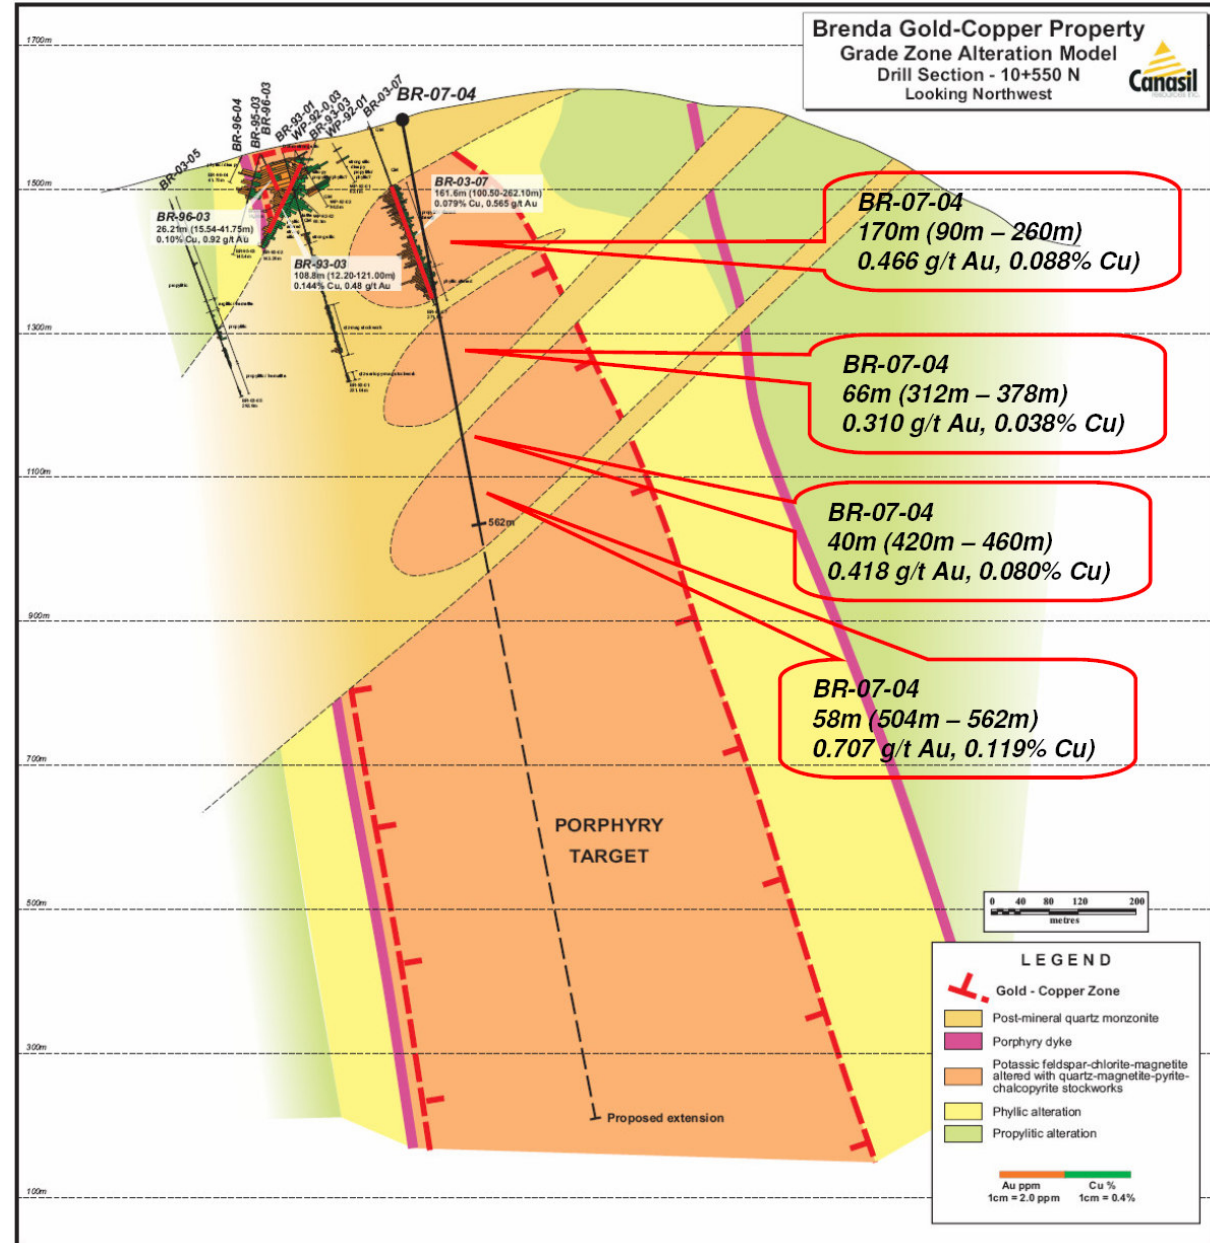 Brenda Gold-Copper Property
Grade Zone Alteration Model
Drill Section - 10+550 N
Looking Northwest
Canasil
RESOURCES INC.
1700m
1500m
1300m
1100m
900m
700m
500m
300m
100m
BR-03-05
BR-96-04
BR-95-03
BR-96-03
BR-93-01
WP-92-0,03
BR-93-03
WP-92-01
BR-03-07
BR-07-04
BR-03-07
161.6m (100.50-262.10m)
0.079% Cu, 0.565 g/t Au
BR-96-03
26.21m (15.54-41.75m)
0.10% Cu, 0.92 g/t Au
BR-93-03
108.8m (12.20-121.00m)
0.144% Cu, 0.48 g/t Au
propylitic
propylitic
BR-07-04
170m (90m – 260m)
0.466 g/t Au, 0.088% Cu)
BR-07-04
66m (312m – 378m)
0.310 g/t Au, 0.038% Cu)
BR-07-04
40m (420m – 460m)
0.418 g/t Au, 0.080% Cu)
562m
BR-07-04
58m (504m – 562m)
0.707 g/t Au, 0.119% Cu)
PORPHYRY
TARGET
Proposed extension
0 40 80 120 200
metres
LEGEND
Gold - Copper Zone
Post-mineral quartz monzonite
Porphyry dyke
Potassic feldspar-chlorite-magnetite
altered with quartz-magnetite-pyrite-
chalcopyrite stockworks
Phyllic alteration
Propylitic alteration
Au ppm Cu %
1cm = 2.0 ppm 1cm = 0.4%